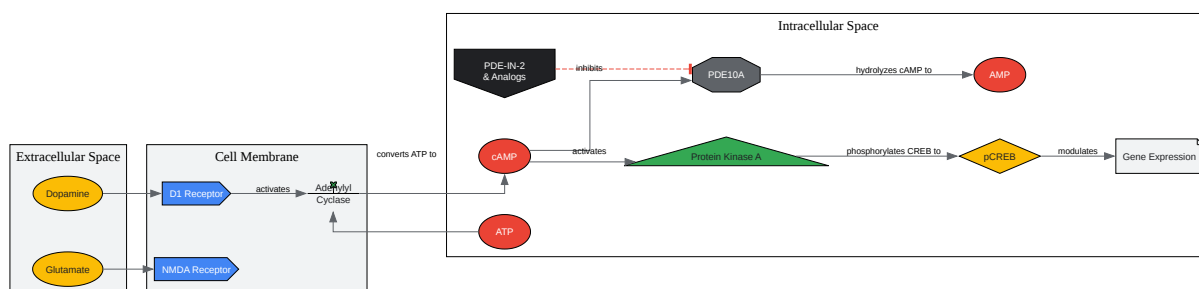 Intracellular Space
PDE-IN-2
& Analogs
inhibits
PDE10A
hydrolyzes cAMP to
AMP
Extracellular Space
Cell Membrane
converts ATP to
cAMP
activates
Protein Kinase A
phosphorylates CREB to
pCREB
modulates
Gene Expression
Dopamine
D1 Receptor
activates
Adenylyl
Cyclase
ATP
Glutamate
NMDA Receptor